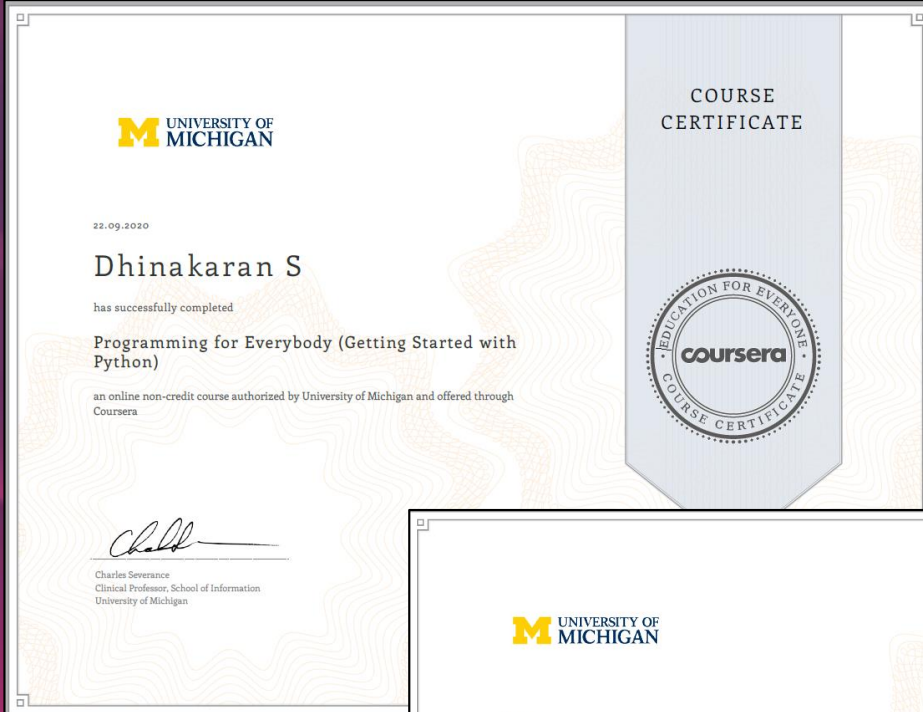 UNIVERSITY OF
MICHIGAN
COURSE
CERTIFICATE
22.09.2020
Dhinakaran S
has successfully completed
Programming for Everybody (Getting Started with
Python)
an online non-credit course authorized by University of Michigan and offered through
Coursera
EDUCATION FOR EVERYONE
coursera
COURSE CERTIFICATE
Charles Severance
Clinical Professor, School of Information
University of Michigan
UNIVERSITY OF
MICHIGAN